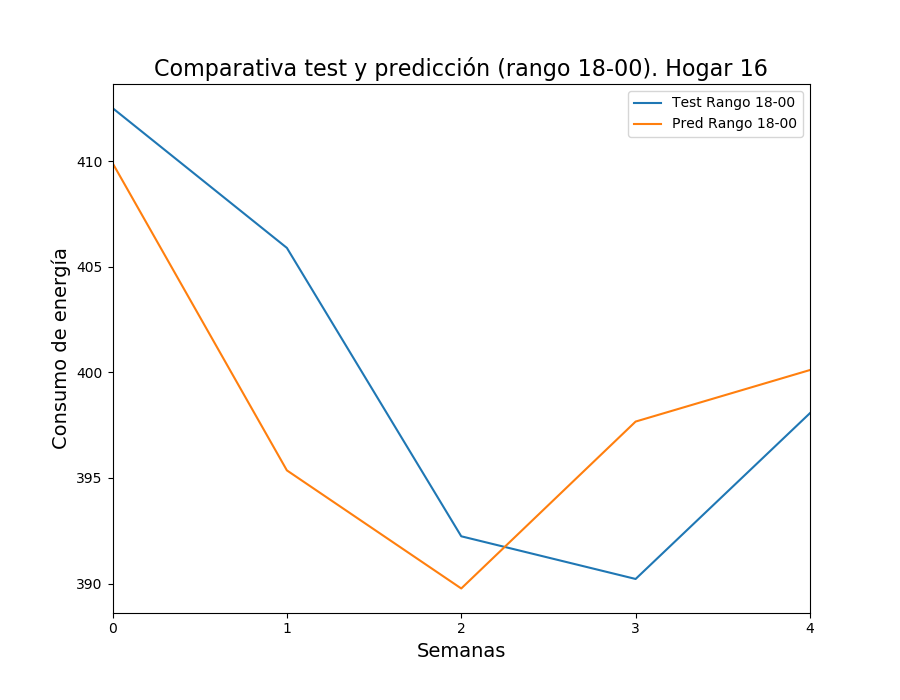 Comparativa test y predicción (rango 18-00). Hogar 16
Test Rango 18-00
Pred Rango 18-00
Consumo de energía
410
405
400
395
390
0 1 2 3 4
Semanas